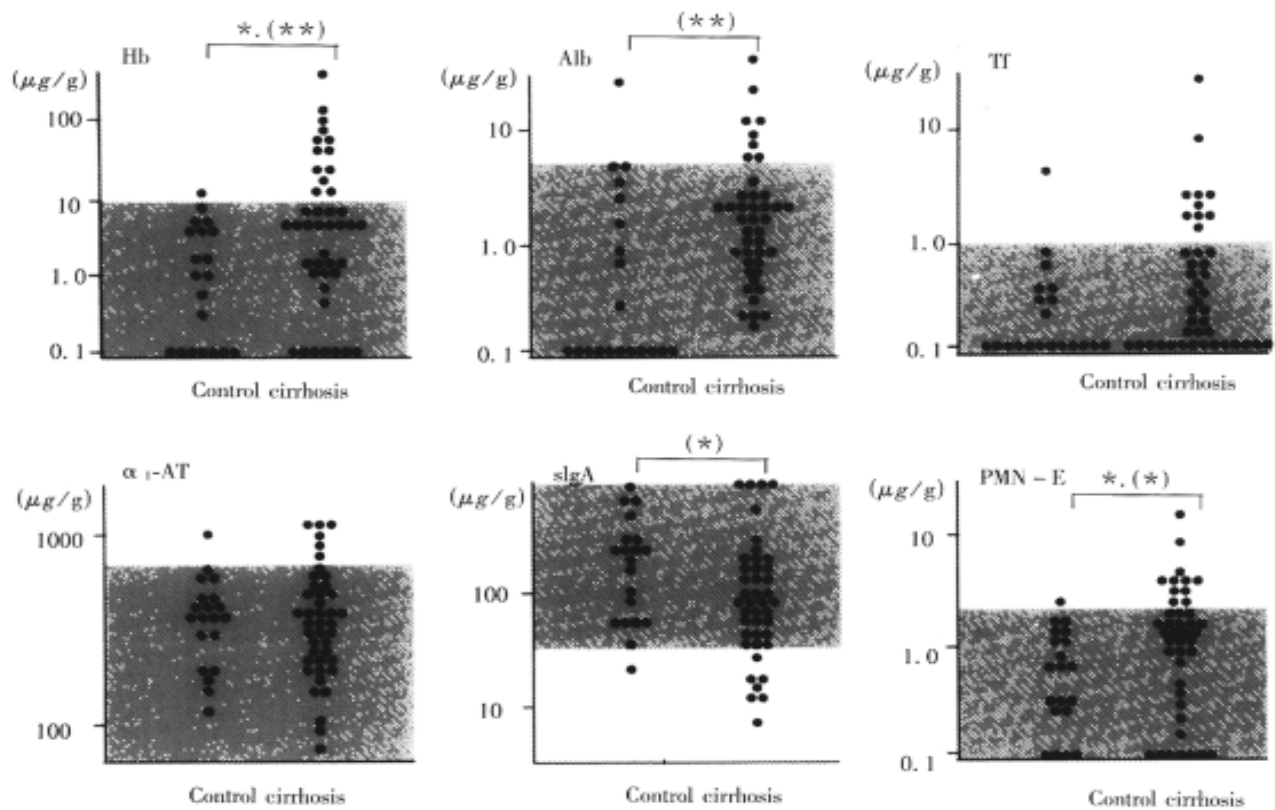 Hb
*.(**)
(μg/g)
100
10
1.0
0.1
Control cirrhosis
Alb
(**)
(μg/g)
10
1.0
0.1
Control cirrhosis
Tf
(μg/g)
10
1.0
0.1
Control cirrhosis
α₁-AT
(μg/g)
1000
100
Control cirrhosis
sIgA
(*)
(μg/g)
100
10
Control cirrhosis
PMN-E
*.(*)
(μg/g)
10
1.0
0.1
Control cirrhosis